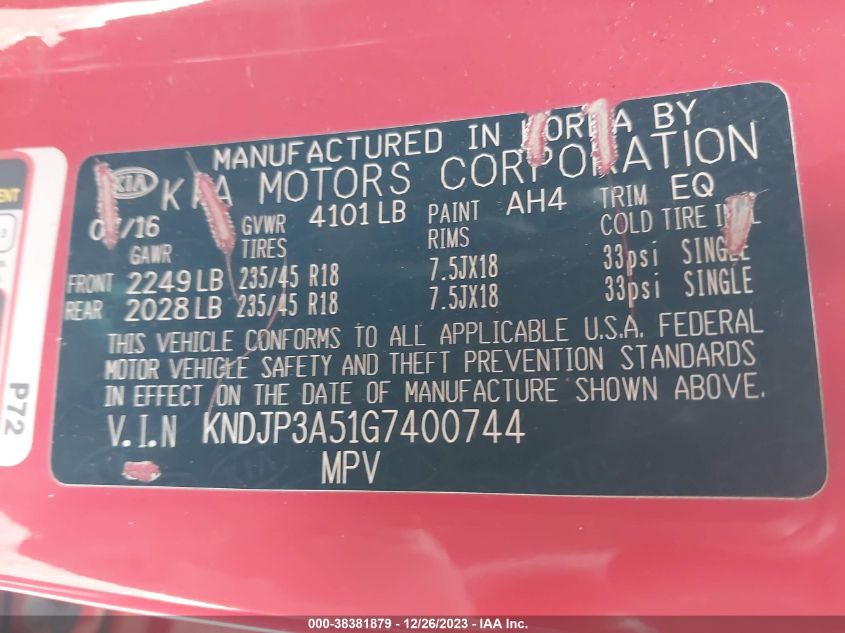 MANUFACTURED IN KOREA BY
KIA KIA MOTORS CORPORATION
/16 GVWR 4101 LB PAINT AH4 TRIM EQ
GAWR TIRES RIMS COLD TIRE
FRONT 2249 LB 235/45 R18 7.5JX18 33psi SINGLE
REAR 2028 LB 235/45 R18 7.5JX18 33psi SINGLE
THIS VEHICLE CONFORMS TO ALL APPLICABLE U.S.A. FEDERAL
MOTOR VEHICLE SAFETY AND THEFT PREVENTION STANDARDS
IN EFFECT ON THE DATE OF MANUFACTURE SHOWN ABOVE.
V.I.N KNDJP3A51G7400744
MPV
P72
000-38381879 - 12/26/2023 - IAA Inc.